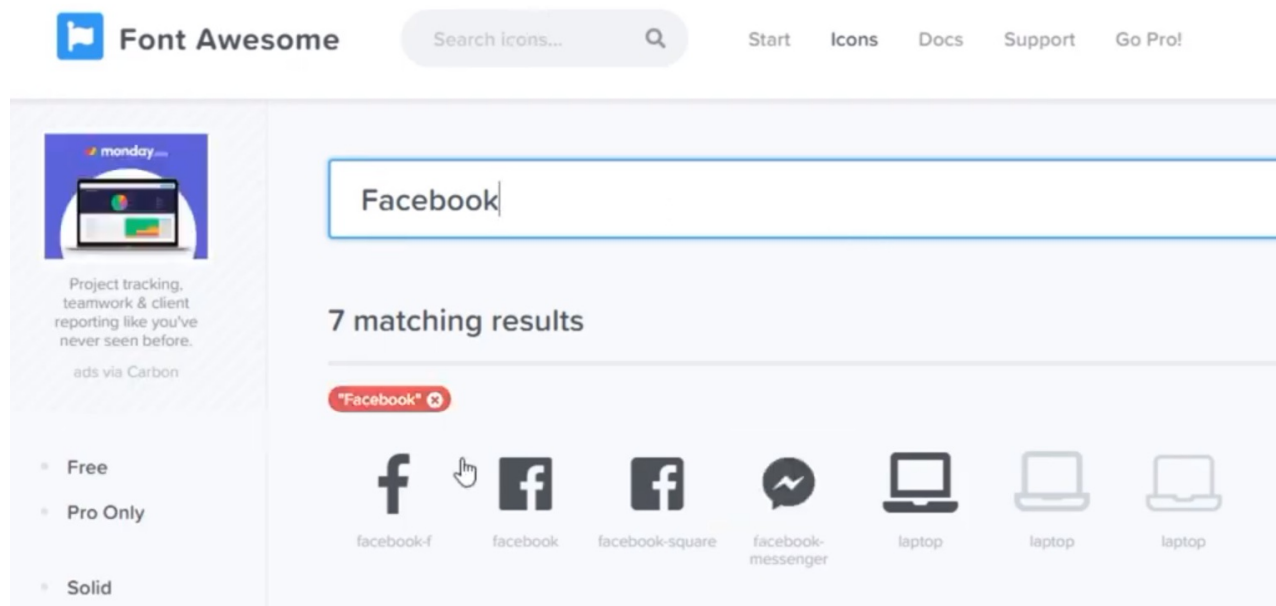 Font Awesome
Search icons...
Start Icons Docs Support Go Pro!
monday.com
Project tracking,
teamwork & client
reporting like you've
never seen before.
ads via Carbon
Free
Pro Only
Solid
Facebook
7 matching results
"Facebook"
facebook-f facebook facebook-square facebook- laptop laptop laptop
messenger